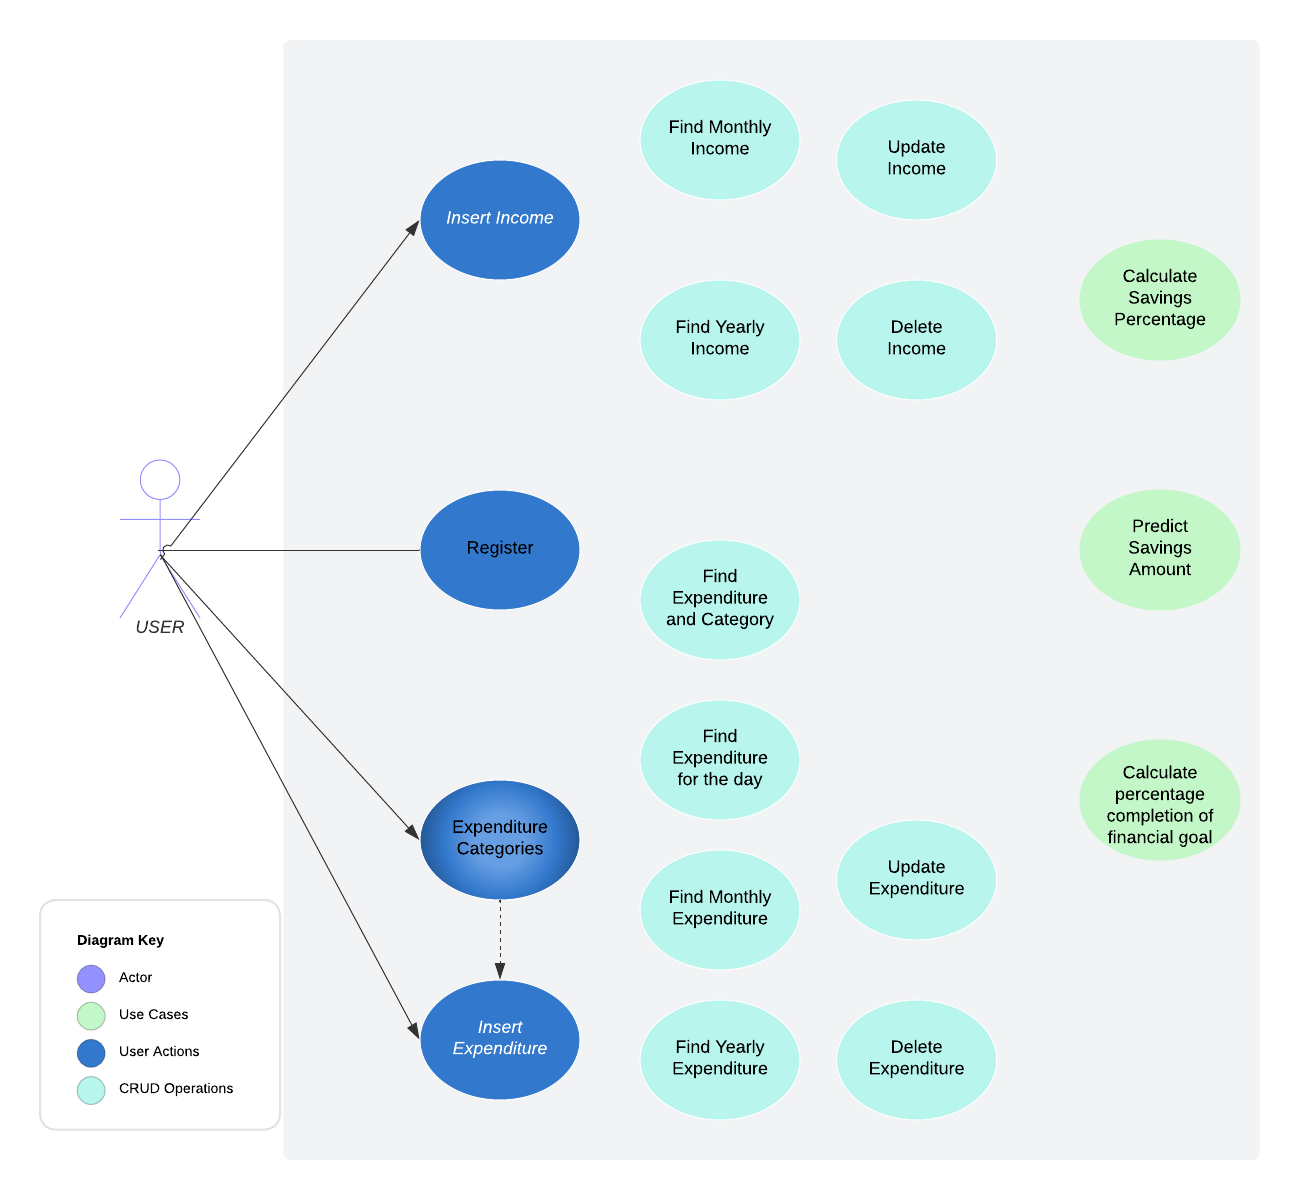 Find Monthly
Income
Update
Income
Insert Income
Calculate
Savings
Percentage
Find Yearly
Income
Delete
Income
Register
Predict
Savings
Amount
Find
Expenditure
and Category
USER
Find
Expenditure
for the day
Calculate
percentage
completion of
financial goal
Expenditure
Categories
Update
Expenditure
Find Monthly
Expenditure
Insert
Expenditure
Find Yearly
Expenditure
Delete
Expenditure
Diagram Key
Actor
Use Cases
User Actions
CRUD Operations